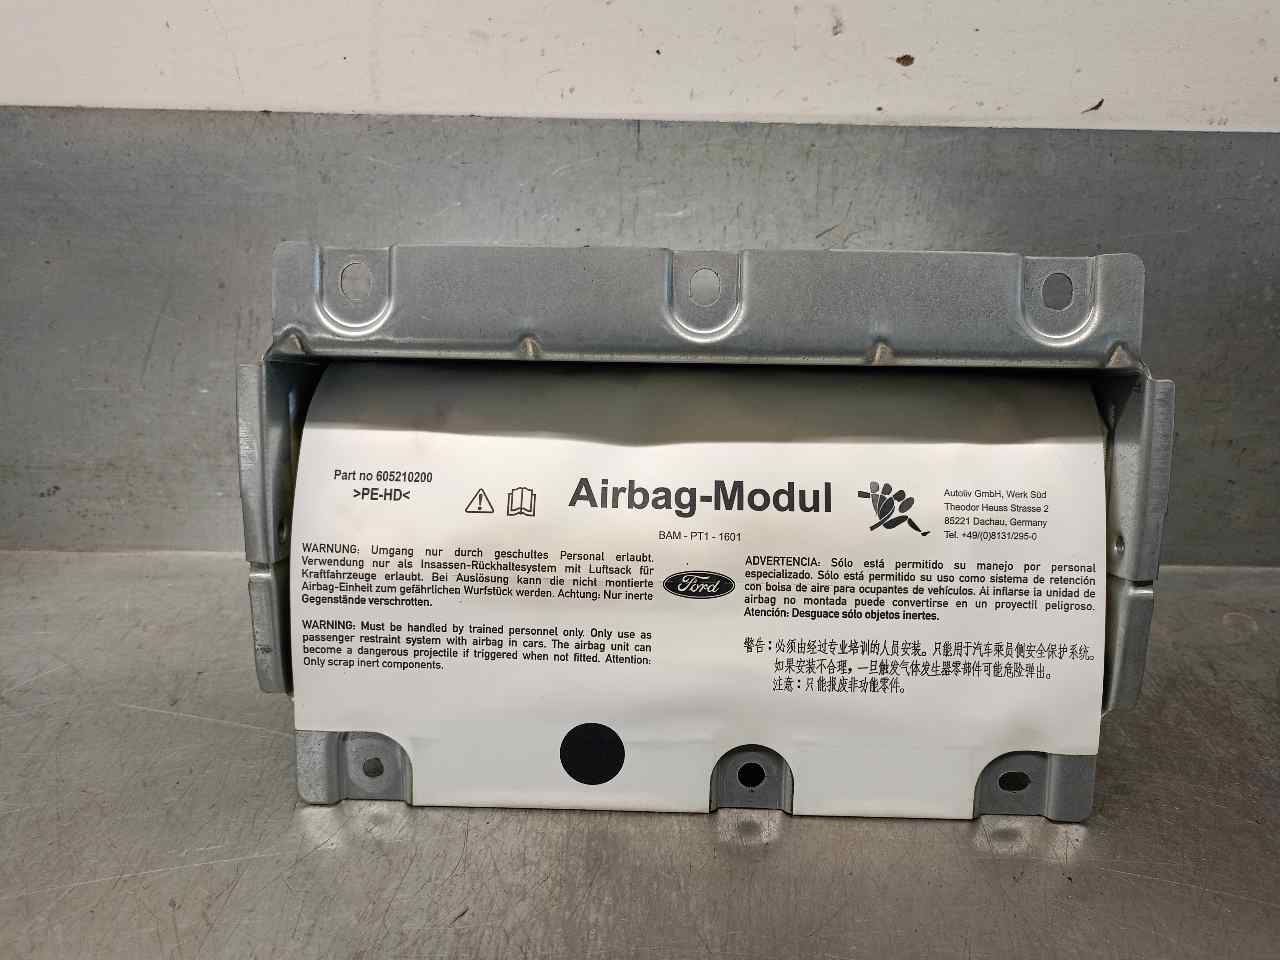 Part no 605210200
>PE-HD<
Airbag-Modul
BAM - PT1 - 1601
Autoliv GmbH, Werk Süd
Theodor Heuss Strasse 2
85221 Dachau, Germany
Tel. +49/(0)8131/295-0
WARNUNG: Umgang nur durch geschultes Personal erlaubt.
Verwendung nur als Insassen-Rückhaltesystem mit Luftsack für
Kraftfahrzeuge erlaubt. Bei Auslösung kann die nicht montierte
Airbag-Einheit zum gefährlichen Wurfstück werden. Achtung: Nur inerte
Gegenstände verschrotten.
WARNING: Must be handled by trained personnel only. Only use as
passenger restraint system with airbag in cars. The airbag unit can
become a dangerous projectile if triggered when not fitted. Attention:
Only scrap inert components.
Ford
ADVERTENCIA: Sólo está permitido su manejo por personal
especializado. Sólo está permitido su uso como sistema de retención
con boisa de aire para ocupantes de vehículos. Ai inflarse la unidad de
airbag no montada puede convertirse en un proyectil peligroso.
Atención: Desguace sólo objetos inertes.
警告：必须由经过专业培训的人员安装。只能用于汽车乘员侧安全保护系统。
如果安装不合理，一旦触发气体发生器零部件可能危险弹出。
注意：只能报废非功能零件。